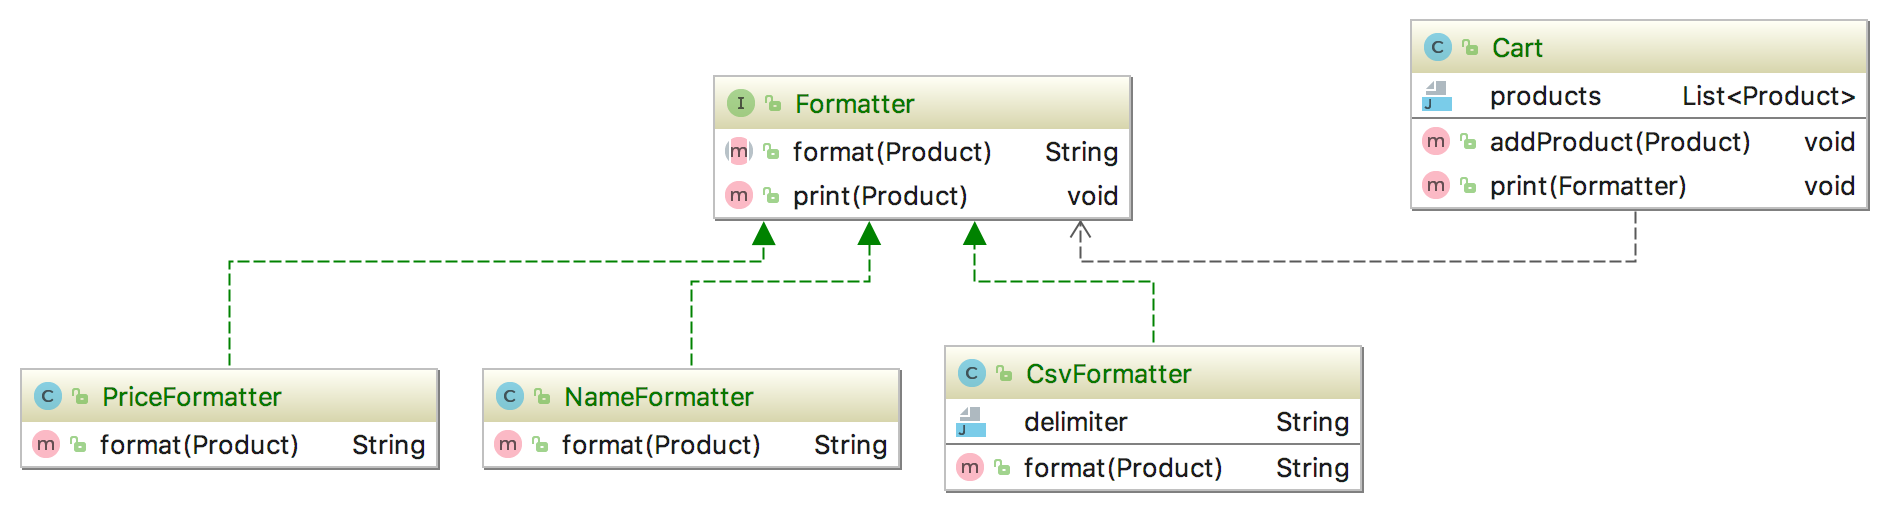 I Formatter
m format(Product) String
m print(Product) void
C Cart
J products List<Product>
m addProduct(Product) void
m print(Formatter) void
C PriceFormatter
m format(Product) String
C NameFormatter
m format(Product) String
C CsvFormatter
J delimiter String
m format(Product) String